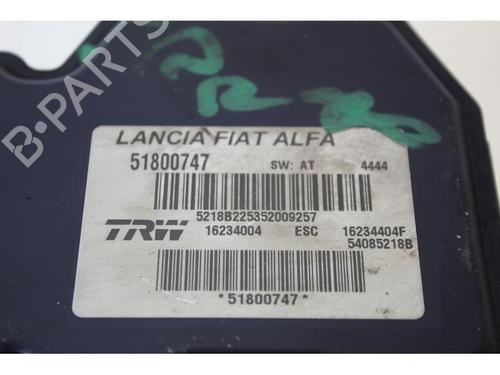 B-PARTS
LANCIA FIAT ALFA
51800747 SW: AT 4444
5218B225352009257
TRW 16234004 ESC 16234404F
54085218B
*51800747*